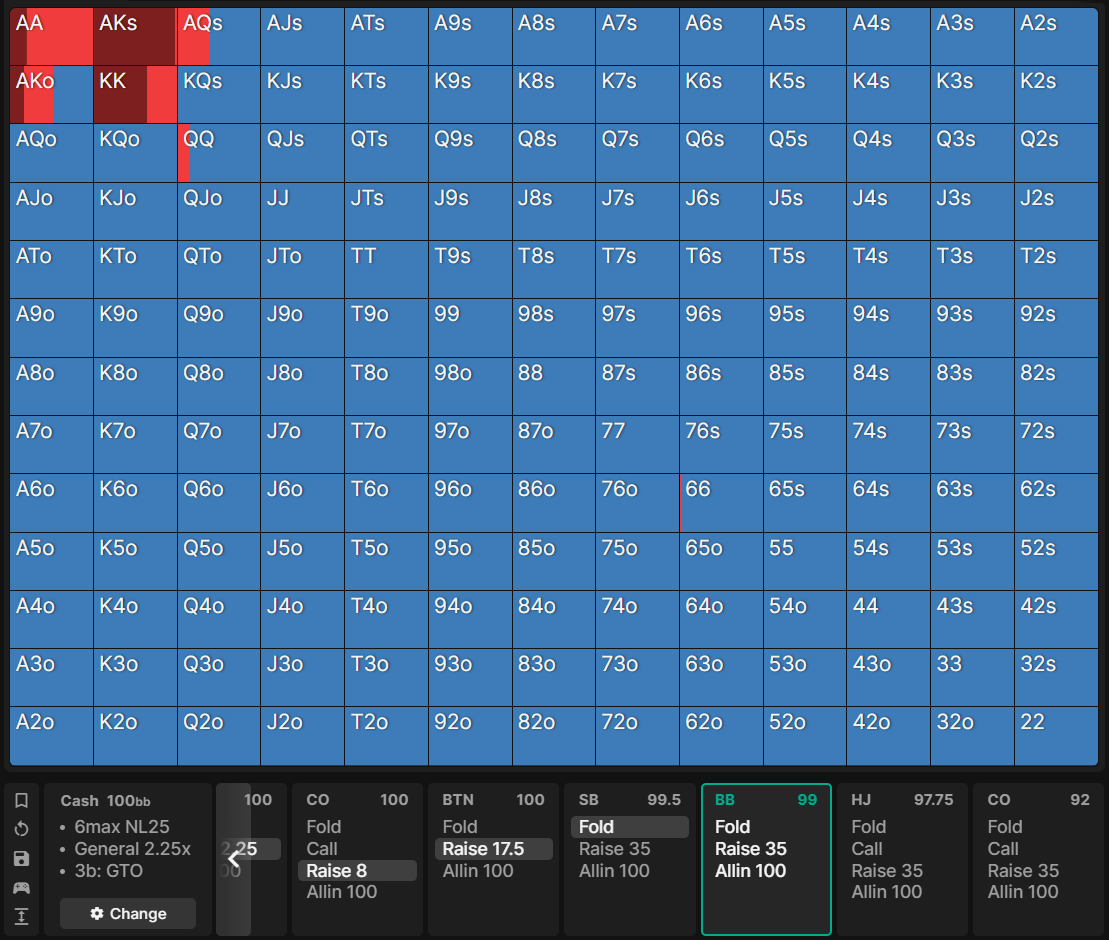 AA AKs AQs AJs ATs A9s A8s A7s A6s A5s A4s A3s A2s
AKo KK KQs KJs KTs K9s K8s K7s K6s K5s K4s K3s K2s
AQo KQo QQ QJs QTs Q9s Q8s Q7s Q6s Q5s Q4s Q3s Q2s
AJo KJo QJo JJ JTs J9s J8s J7s J6s J5s J4s J3s J2s
ATo KTo QTo JTo TT T9s T8s T7s T6s T5s T4s T3s T2s
A9o K9o Q9o J9o T9o 99 98s 97s 96s 95s 94s 93s 92s
A8o K8o Q8o J8o T8o 98o 88 87s 86s 85s 84s 83s 82s
A7o K7o Q7o J7o T7o 97o 87o 77 76s 75s 74s 73s 72s
A6o K6o Q6o J6o T6o 96o 86o 76o 66 65s 64s 63s 62s
A5o K5o Q5o J5o T5o 95o 85o 75o 65o 55 54s 53s 52s
A4o K4o Q4o J4o T4o 94o 84o 74o 64o 54o 44 43s 42s
A3o K3o Q3o J3o T3o 93o 83o 73o 63o 53o 43o 33 32s
A2o K2o Q2o J2o T2o 92o 82o 72o 62o 52o 42o 32o 22
Cash 100bb
• 6max NL25
• General 2.25x
• 3b: GTO
Change
100
2.25
00
CO 100
Fold
Call
Raise 8
Allin 100
BTN 100
Fold
Raise 17.5
Allin 100
SB 99.5
Fold
Raise 35
Allin 100
BB 99
Fold
Raise 35
Allin 100
HJ 97.75
Fold
Call
Raise 35
Allin 100
CO 92
Fold
Call
Raise 35
Allin 100